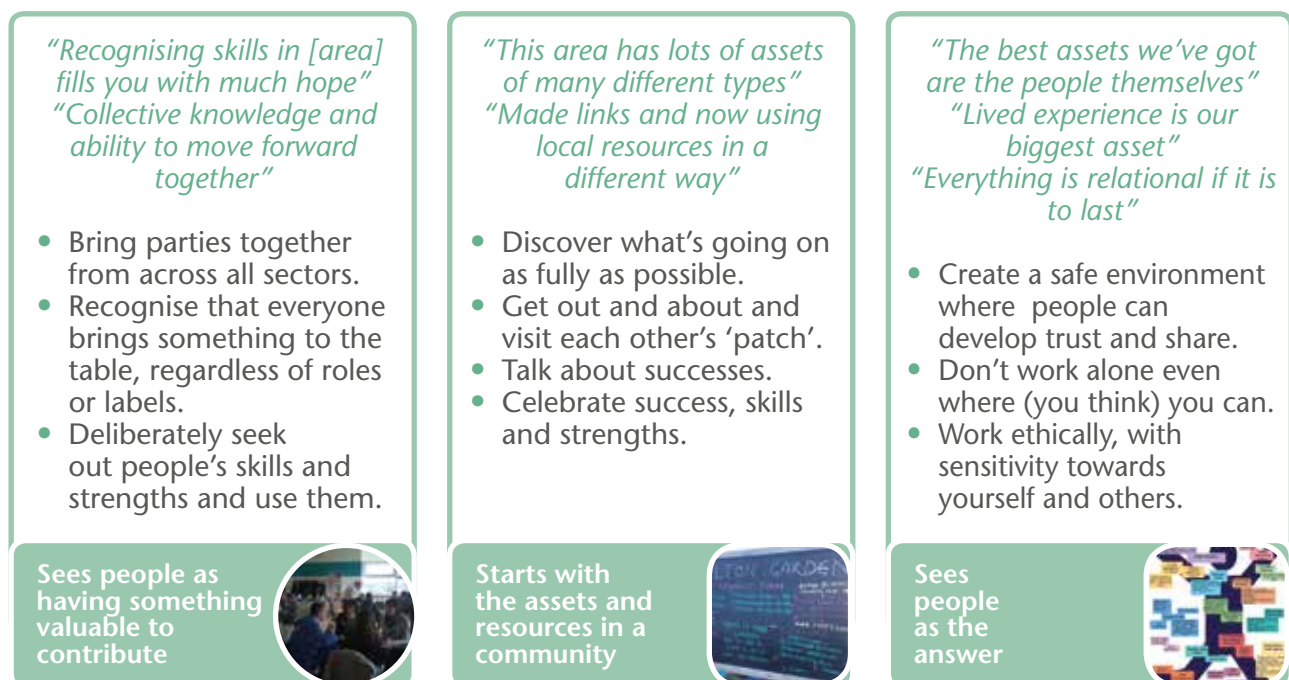 “Recognising skills in [area]
fills you with much hope”
“Collective knowledge and
ability to move forward
together”
• Bring parties together
from across all sectors.
• Recognise that everyone
brings something to the
table, regardless of roles
or labels.
• Deliberately seek
out people’s skills and
strengths and use them.
Sees people as
having something
valuable to
contribute
“This area has lots of assets
of many different types”
“Made links and now using
local resources in a
different way”
• Discover what’s going on
as fully as possible.
• Get out and about and
visit each other’s ‘patch’.
• Talk about successes.
• Celebrate success, skills
and strengths.
Starts with
the assets and
resources in a
community
“The best assets we’ve got
are the people themselves”
“Lived experience is our
biggest asset”
“Everything is relational if it is
to last”
• Create a safe environment
where people can
develop trust and share.
• Don’t work alone even
where (you think) you can.
• Work ethically, with
sensitivity towards
yourself and others.
Sees
people
as the
answer